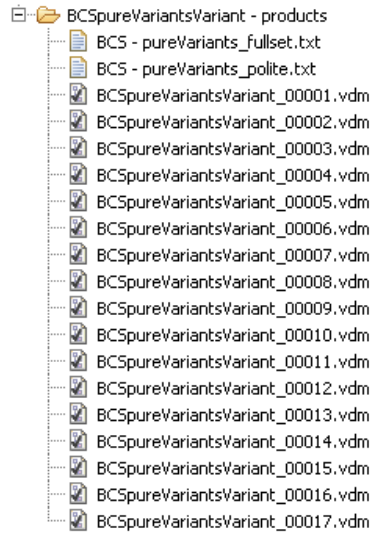 BCSpureVariantsVariant - products
BCS - pureVariants_fullset.txt
BCS - pureVariants_polite.txt
BCSpureVariantsVariant_00001.vdm
BCSpureVariantsVariant_00002.vdm
BCSpureVariantsVariant_00003.vdm
BCSpureVariantsVariant_00004.vdm
BCSpureVariantsVariant_00005.vdm
BCSpureVariantsVariant_00006.vdm
BCSpureVariantsVariant_00007.vdm
BCSpureVariantsVariant_00008.vdm
BCSpureVariantsVariant_00009.vdm
BCSpureVariantsVariant_00010.vdm
BCSpureVariantsVariant_00011.vdm
BCSpureVariantsVariant_00012.vdm
BCSpureVariantsVariant_00013.vdm
BCSpureVariantsVariant_00014.vdm
BCSpureVariantsVariant_00015.vdm
BCSpureVariantsVariant_00016.vdm
BCSpureVariantsVariant_00017.vdm